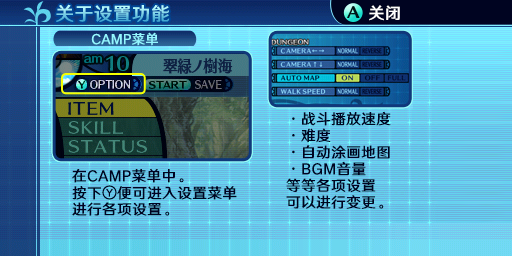 关于设置功能
Ⓐ 关闭
CAMP菜单
am 10
翠緑ノ樹海
Ⓨ OPTION
START SAVE
ITEM
SKILL
STATUS
在CAMP菜单中。
按下Ⓨ便可进入设置菜单
进行各项设置。
DUNGEON
CAMERA←→ NORMAL REVERSE
CAMERA↑↓ NORMAL REVERSE
AUTO MAP ON OFF FULL
WALK SPEED NORMAL REVERSE
・战斗播放速度
・难度
・自动涂画地图
・BGM音量
等等各项设置
可以进行变更。